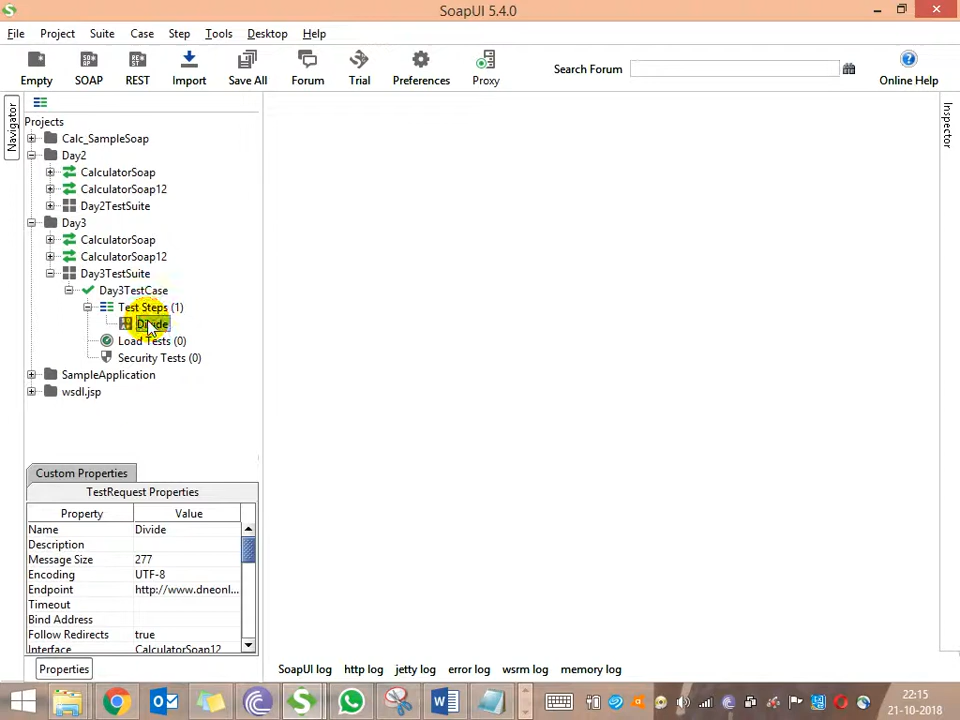 SoapUI 5.4.0
File Project Suite Case Step Tools Desktop Help
SO AP RE ST
Empty SOAP REST Import Save All Forum Trial Preferences Proxy Search Forum Online Help
Navigator
Inspector
Projects
Calc_SampleSoap
Day2
CalculatorSoap
CalculatorSoap12
Day2TestSuite
Day3
CalculatorSoap
CalculatorSoap12
Day3TestSuite
Day3TestCase
Test Steps (1)
Divide
Load Tests (0)
Security Tests (0)
SampleApplication
wsdl.jsp
Custom Properties
TestRequest Properties
Property Value
Name Divide
Description
Message Size 277
Encoding UTF-8
Endpoint http://www.dneonl...
Timeout
Bind Address
Follow Redirects true
Interface CalculatorSoap12
Properties
SoapUI log http log jetty log error log wsrm log memory log
22:15
21-10-2018